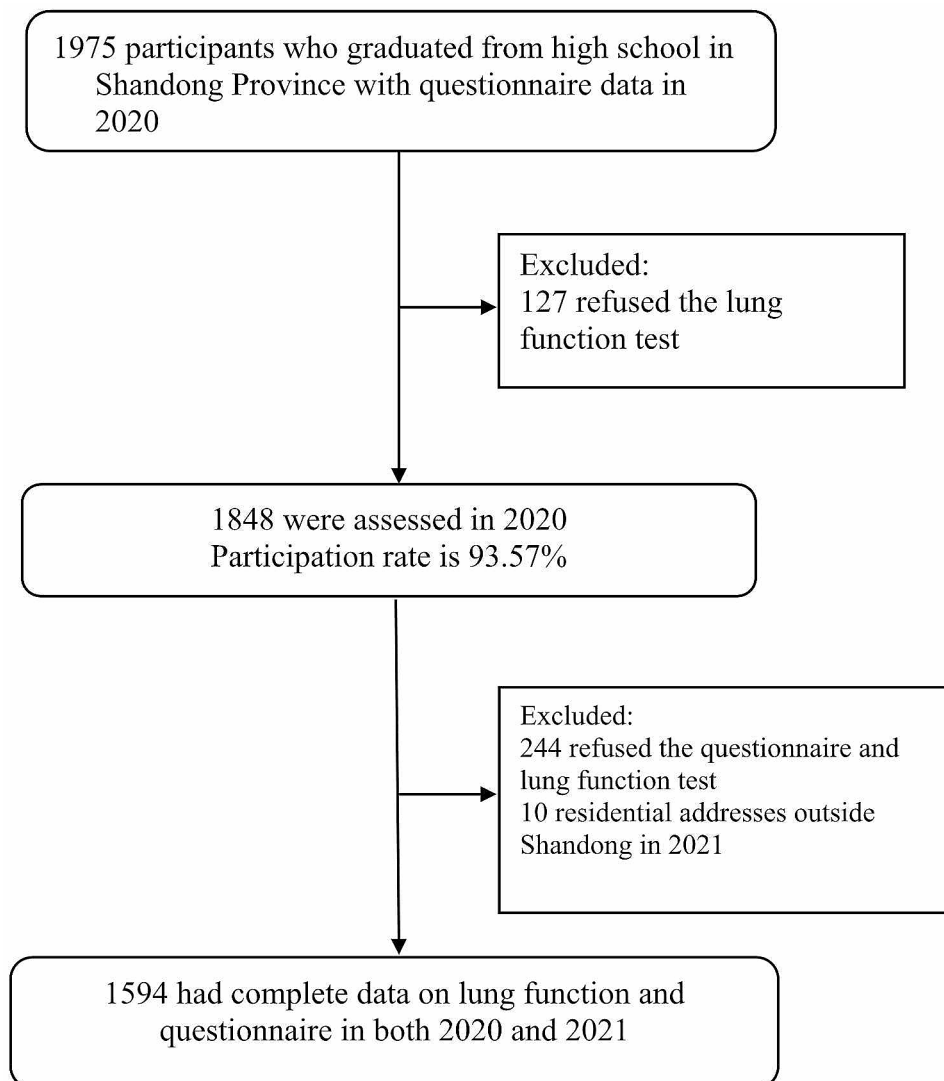 1975 participants who graduated from high school in
Shandong Province with questionnaire data in
2020
Excluded:
127 refused the lung
function test
1848 were assessed in 2020
Participation rate is 93.57%
Excluded:
244 refused the questionnaire and
lung function test
10 residential addresses outside
Shandong in 2021
1594 had complete data on lung function and
questionnaire in both 2020 and 2021